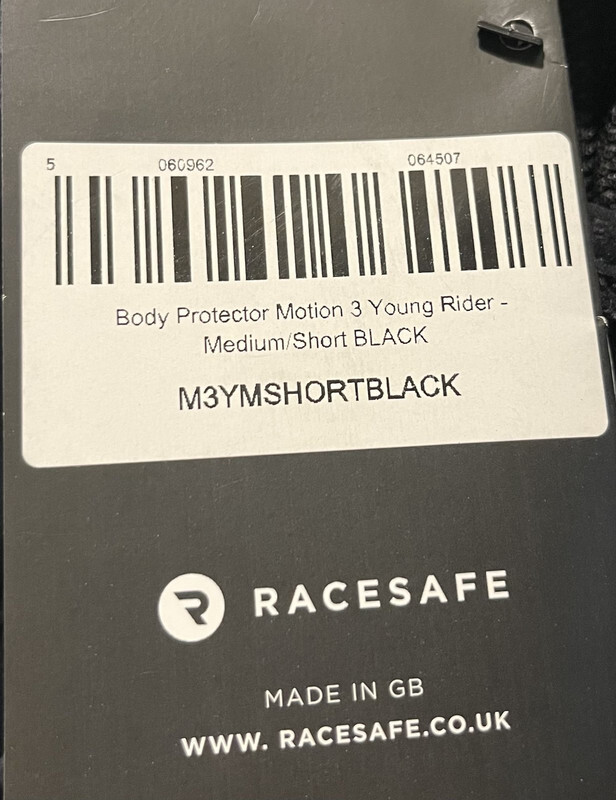 5 060962 064507
Body Protector Motion 3 Young Rider -
Medium/Short BLACK
M3YMSHORTBLACK
RACESAFE
MADE IN GB
WWW. RACESAFE.CO.UK